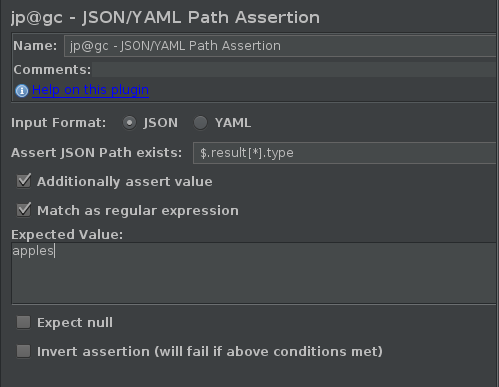 jp@gc - JSON/YAML Path Assertion
Name: jp@gc - JSON/YAML Path Assertion
Comments:
Help on this plugin
Input Format: JSON YAML
Assert JSON Path exists: $.result[*].type
Additionally assert value
Match as regular expression
Expected Value:
apples
Expect null
Invert assertion (will fail if above conditions met)